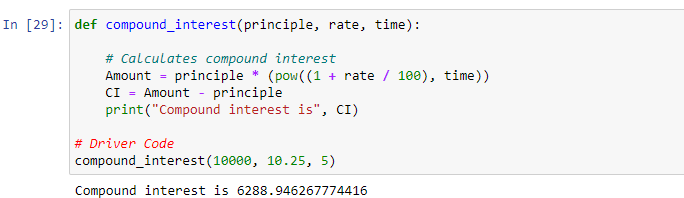 In [29]: def compound_interest(principle, rate, time):
# Calculates compound interest
Amount = principle * (pow((1 + rate / 100), time))
CI = Amount - principle
print("Compound interest is", CI)
# Driver Code
compound_interest(10000, 10.25, 5)
Compound interest is 6288.946267774416